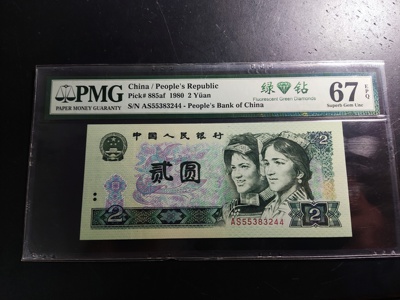 PMG
PAPER MONEY GUARANTY
China / People's Republic
Pick# 885af 1980 2 Yüan
S/N AS55383244 - People's Bank of China
绿 钻
Fluorescent Green Diamonds
67 EPQ
Superb Gem Unc
中国人民银行
贰圆
2
AS55383244
2